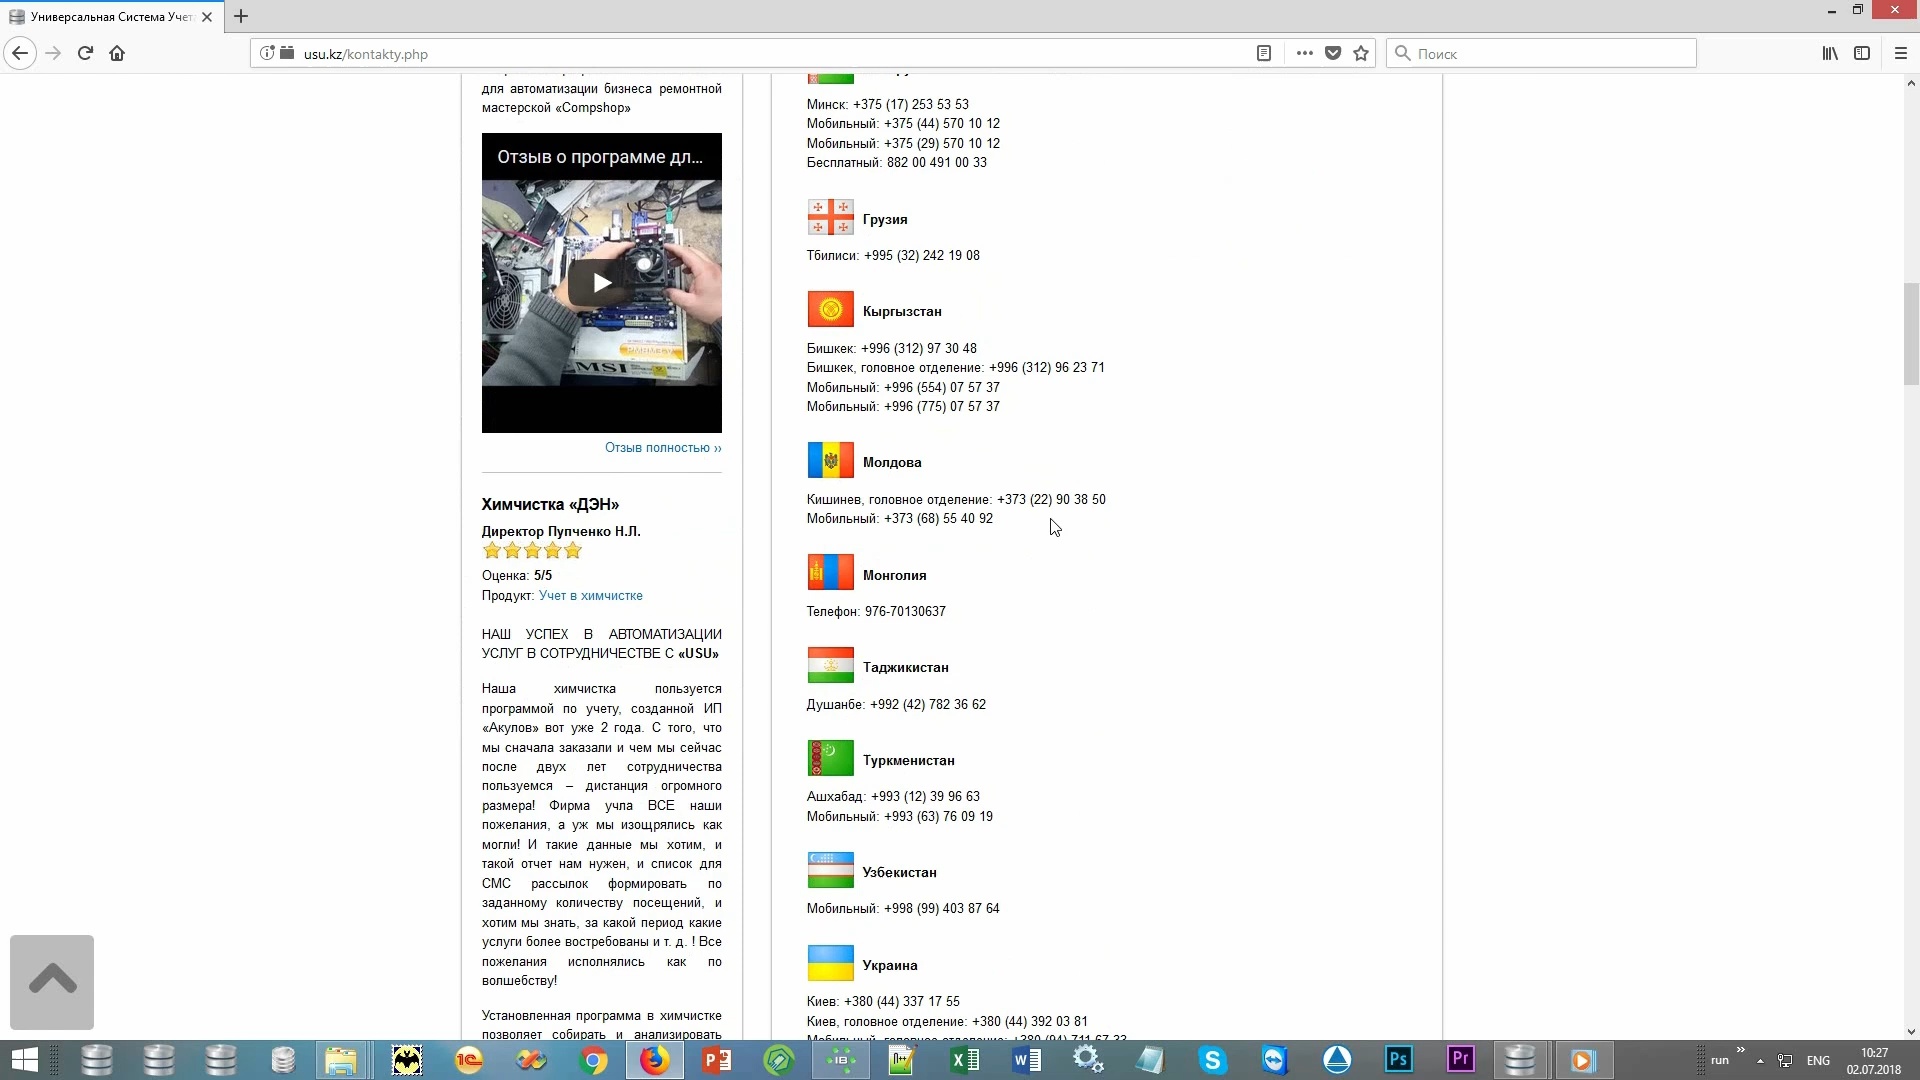 Универсальная Система Учет
usu.kz/kontakty.php
Поиск
для автоматизации бизнеса ремонтной
мастерской «Compshop»
Отзыв о программе дл...
MSI
Отзыв полностью ››
Химчистка «ДЭН»
Директор Пупченко Н.Л.
Оценка: 5/5
Продукт: Учет в химчистке
НАШ УСПЕХ В АВТОМАТИЗАЦИИ
УСЛУГ В СОТРУДНИЧЕСТВЕ С «USU»
Наша химчистка пользуется
программой по учету, созданной ИП
«Акулов» вот уже 2 года. С того, что
мы сначала заказали и чем мы сейчас
после двух лет сотрудничества
пользуемся – дистанция огромного
размера! Фирма учла ВСЕ наши
пожелания, а уж мы изощрялись как
могли! И такие данные мы хотим, и
такой отчет нам нужен, и список для
СМС рассылок формировать по
заданному количеству посещений, и
хотим мы знать, за какой период какие
услуги более востребованы и т. д. ! Все
пожелания исполнялись как по
волшебству!
Установленная программа в химчистке
позволяет собирать и анализировать
Минск: +375 (17) 253 53 53
Мобильный: +375 (44) 570 10 12
Мобильный: +375 (29) 570 10 12
Бесплатный: 882 00 491 00 33
Грузия
Тбилиси: +995 (32) 242 19 08
Кыргызстан
Бишкек: +996 (312) 97 30 48
Бишкек, головное отделение: +996 (312) 96 23 71
Мобильный: +996 (554) 07 57 37
Мобильный: +996 (775) 07 57 37
Молдова
Кишинев, головное отделение: +373 (22) 90 38 50
Мобильный: +373 (68) 55 40 92
Монголия
Телефон: 976-70130637
Таджикистан
Душанбе: +992 (42) 782 36 62
Туркменистан
Ашхабад: +993 (12) 39 96 63
Мобильный: +993 (63) 76 09 19
Узбекистан
Мобильный: +998 (99) 403 87 64
Украина
Киев: +380 (44) 337 17 55
Киев, головное отделение: +380 (44) 392 03 81
Мобильный, головное отделение: +380 (94) 711 67 33
run
ENG
10:27
02.07.2018